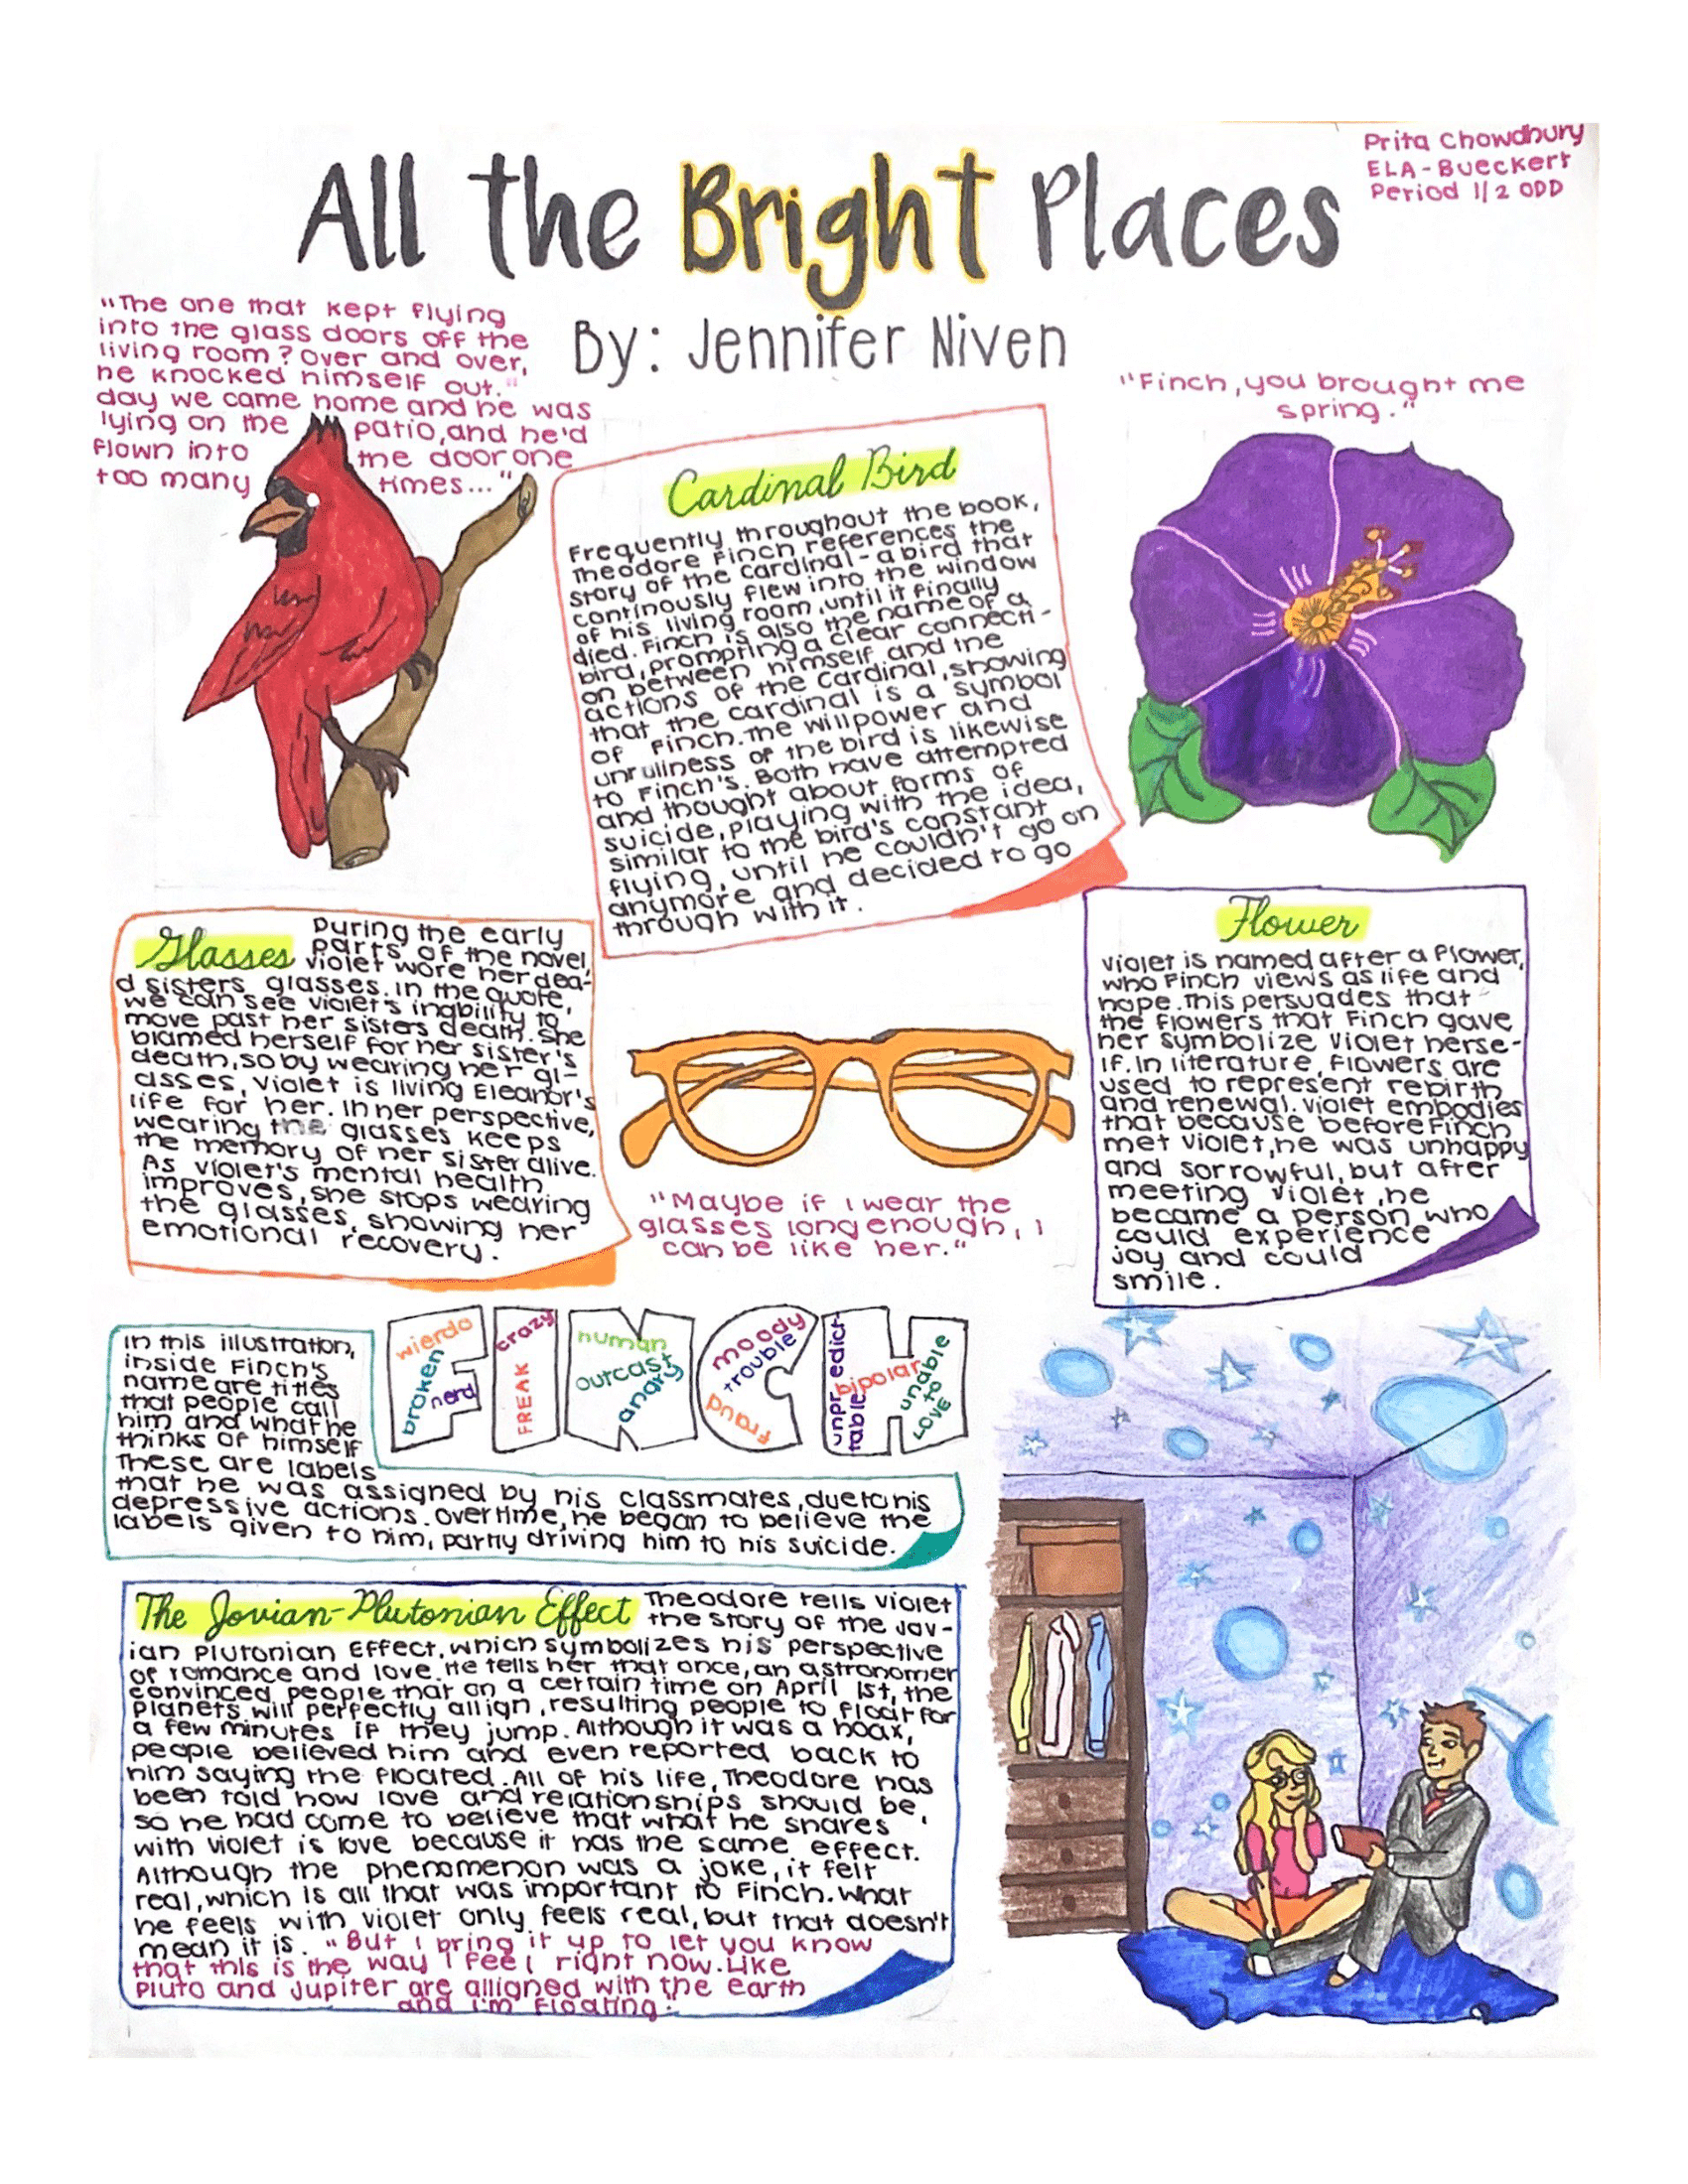 Prita Chowdhury
ELA-Bueckert
Period 1/2 ODD
All the Bright Places
By: Jennifer Niven
"The one that kept flying
into the glass doors off the
living room? Over and over,
he knocked himself out."
day we came home and he was
lying on the patio, and he'd
flown into the door one
too many times..."
"Finch, you brought me
spring."
Cardinal Bird
Frequently throughout the book,
Theodore Finch references the
story of the cardinal - a bird that
continously flew into the window
of his living room, until it finally
died. Finch is also the name of a
bird, prompting a clear connecti-
on between himself and the
actions of the cardinal, showing
that the cardinal is a symbol
of Finch. The willpower and
unruliness of the bird is likewise
to Finch's. Both have attempted
and thought about forms of
suicide, playing with the idea,
similar to the bird's constant
flying, until he couldn't go on
anymore and decided to go
through with it.
Glasses
During the early
parts of the novel,
violet wore her dea-
d sisters glasses. In the quote,
we can see violet's inability to
move past her sisters death. She
blamed herself for her sister's
death, so by wearing her gl-
asses, violet is living Eleanor's
life for her. In her perspective,
wearing the glasses keeps
the memory of her sister alive.
As violet's mental health
improves, she stops wearing
the glasses, showing her
emotional recovery.
"Maybe if I wear the
glasses long enough, I
can be like her."
Flower
Violet is named after a flower,
who Finch views as life and
hope. This persuades that
the flowers that Finch gave
her symbolize violet herse-
lf. In literature, flowers are
used to represent rebirth
and renewal. Violet embodies
that because before Finch
met violet, he was unhappy
and sorrowful, but after
meeting violet, he
became a person who
could experience
joy and could
smile.
In this illustration,
inside Finch's
name are titles
that people call
him and what he
thinks of himself
These are labels
that he was assigned by his classmates, due to his
depressive actions. Overtime, he began to believe the
labels given to him, partly driving him to his suicide.
FINCH
wierdo
broken
nerd
crazy
FREAK
human
outcast
angry
moody
trouble
fraud
unpredict-
table
bipolar
unable
to
love
The Jovian-Plutonian Effect
Theodore tells violet
the story of the Jov-
ian Plutonian Effect, which symbolizes his perspective
of romance and love. He tells her that once, an astronomer
convinced people that on a certain time on April 1st, the
planets will perfectly allign, resulting people to float for
a few minutes if they jump. Although it was a hoax,
people believed him and even reported back to
him saying the floated. All of his life, Theodore has
been told how love and relationships should be,
so he had come to believe that what he shares
with violet is love because it has the same effect.
Although the phenomenon was a joke, it felt
real, which is all that was important to Finch. What
he feels with violet only feels real, but that doesn't
mean it is. "But I bring it up to let you know
that this is the way I feel right now. Like
Pluto and Jupiter are alligned with the earth
and I'm floating."